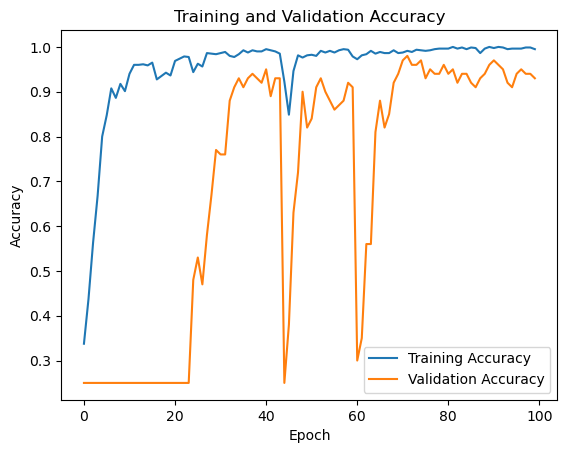 Training and Validation Accuracy
Accuracy
1.0
0.9
0.8
0.7
0.6
0.5
0.4
0.3
0 20 40 60 80 100
Epoch
Training Accuracy
Validation Accuracy